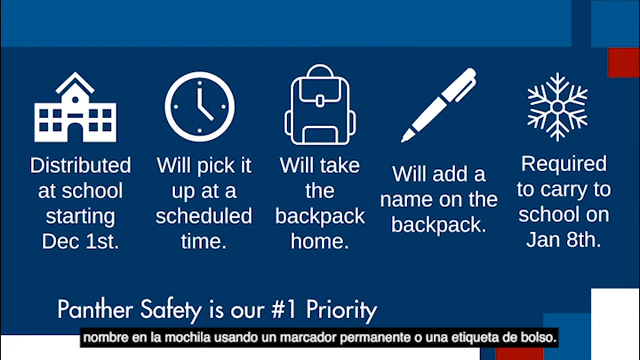 Distributed
at school
starting
Dec 1st.
Will pick it
up at a
scheduled
time.
Will take
the
backpack
home.
Will add a
name on the
backpack.
Required
to carry to
school on
Jan 8th.
Panther Safety is our #1 Priority
nombre en la mochila usando un marcador permanente o una etiqueta de bolso.